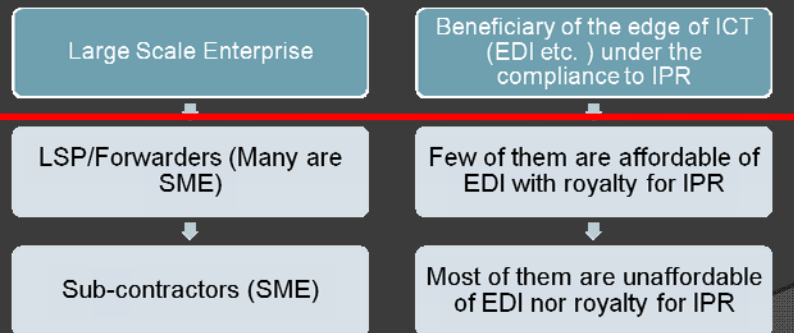 Large Scale Enterprise
Beneficiary of the edge of ICT
(EDI etc. ) under the
compliance to IPR
LSP/Forwarders (Many are
SME)
Few of them are affordable of
EDI with royalty for IPR
Sub-contractors (SME)
Most of them are unaffordable
of EDI nor royalty for IPR